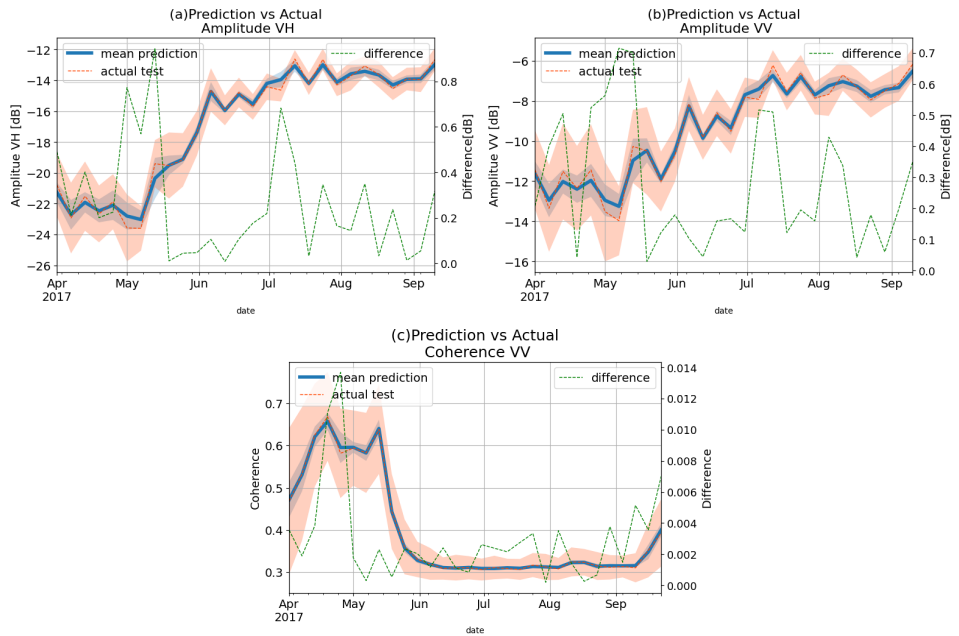 (a)Prediction vs Actual
Amplitude VH
mean prediction
actual test
difference
Amplitue VH [dB]
−12
−14
−16
−18
−20
−22
−24
−26
0.8
0.6
0.4
0.2
0.0
Difference[dB]
Apr May Jun Jul Aug Sep
2017
date
(b)Prediction vs Actual
Amplitude VV
mean prediction
actual test
difference
Amplitue VV [dB]
−6
−8
−10
−12
−14
−16
0.7
0.6
0.5
0.4
0.3
0.2
0.1
0.0
Difference[dB]
Apr May Jun Jul Aug Sep
2017
date
(c)Prediction vs Actual
Coherence VV
mean prediction
actual test
difference
Coherence
0.7
0.6
0.5
0.4
0.3
0.014
0.012
0.010
0.008
0.006
0.004
0.002
0.000
Difference
Apr May Jun Jul Aug Sep
2017
date